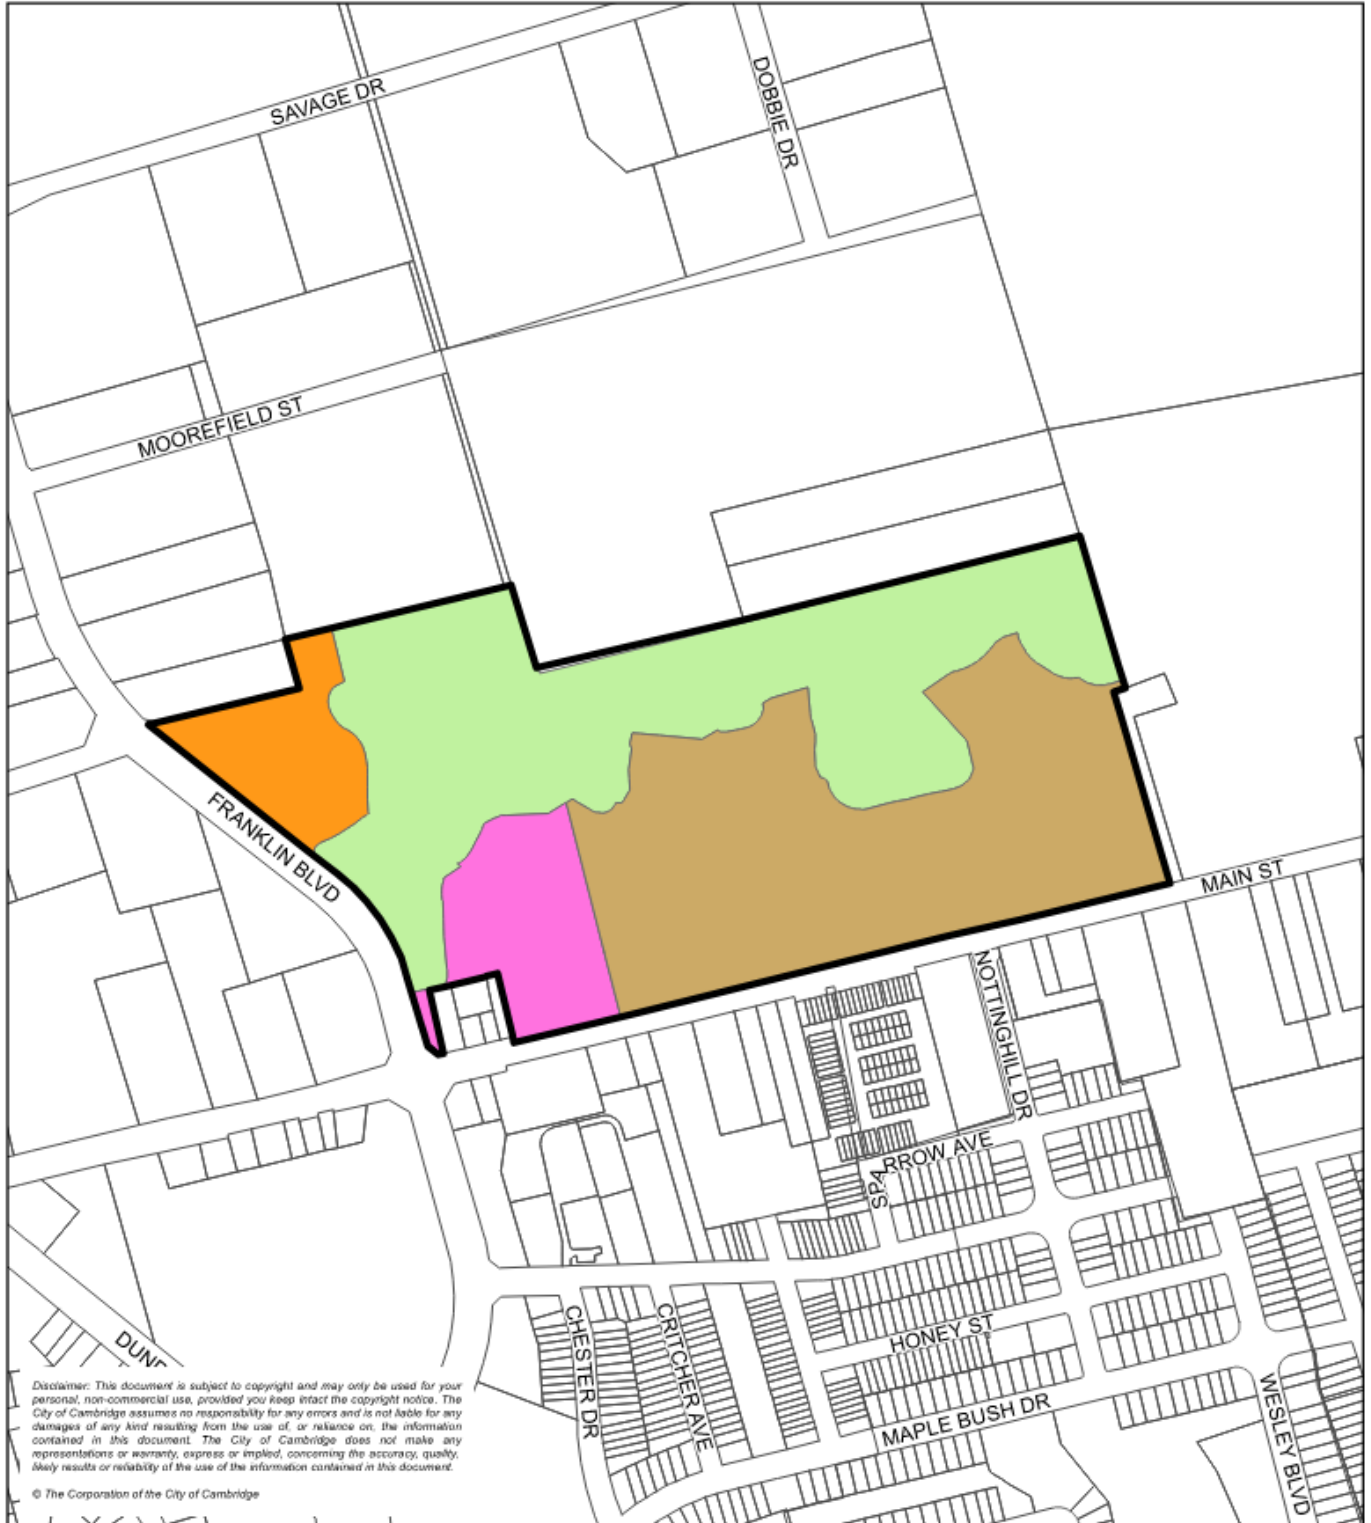 SAVAGE DR
DOBBIE DR
MOOREFIELD ST
FRANKLIN BLVD
MAIN ST
NOTTINGHILL DR
SPARROW AVE
HONEY ST
CHESTER DR
CRITCHER AVE
MAPLE BUSH DR
WESLEY BLVD
DUND
Disclaimer: This document is subject to copyright and may only be used for your
personal, non-commercial use, provided you keep intact the copyright notice. The
City of Cambridge assumes no responsibility for any errors and is not liable for any
damages of any kind resulting from the use of, or reliance on, the information
contained in this document. The City of Cambridge does not make any
representations or warranty, express or implied, concerning the accuracy, quality,
likely results or reliability of the use of the information contained in this document.
© The Corporation of the City of Cambridge